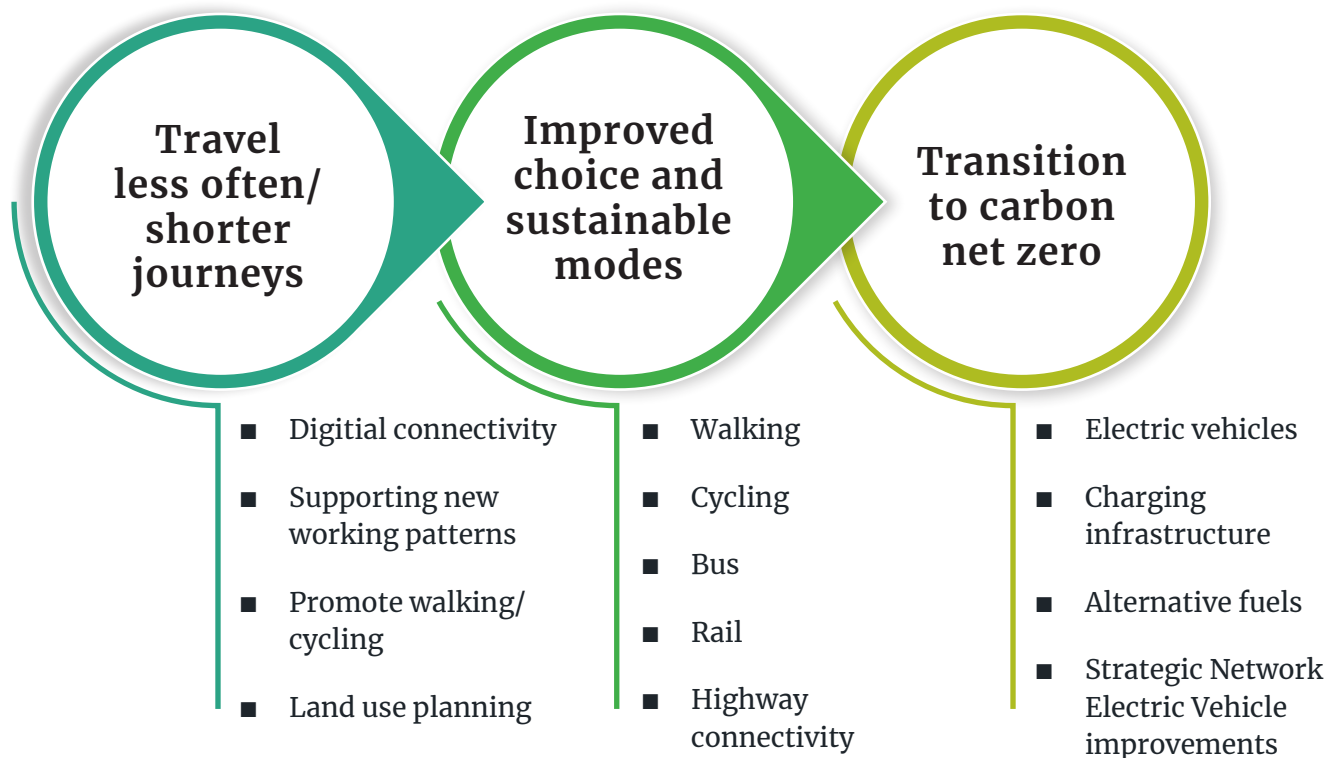 Travel
less often/
shorter
journeys
Improved
choice and
sustainable
modes
Transition
to carbon
net zero
■ Digitial connectivity
■ Supporting new
working patterns
■ Promote walking/
cycling
■ Land use planning
■ Walking
■ Cycling
■ Bus
■ Rail
■ Highway
connectivity
■ Electric vehicles
■ Charging
infrastructure
■ Alternative fuels
■ Strategic Network
Electric Vehicle
improvements